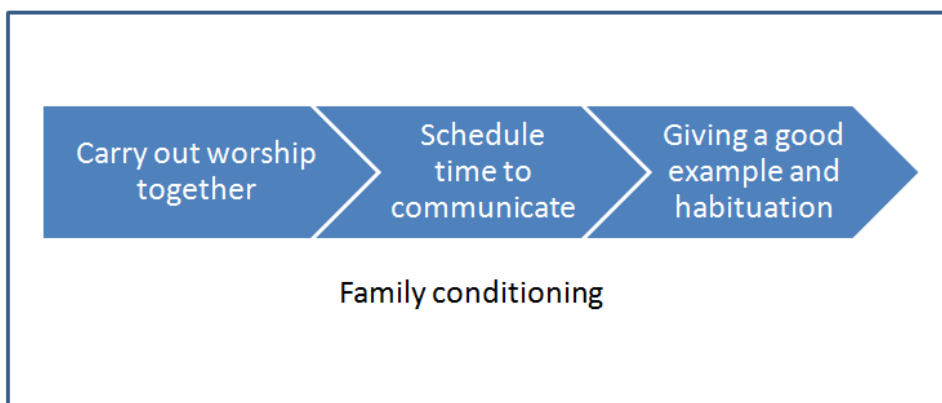 Carry out worship
together
Schedule
time to
communicate
Giving a good
example and
habituation
Family conditioning